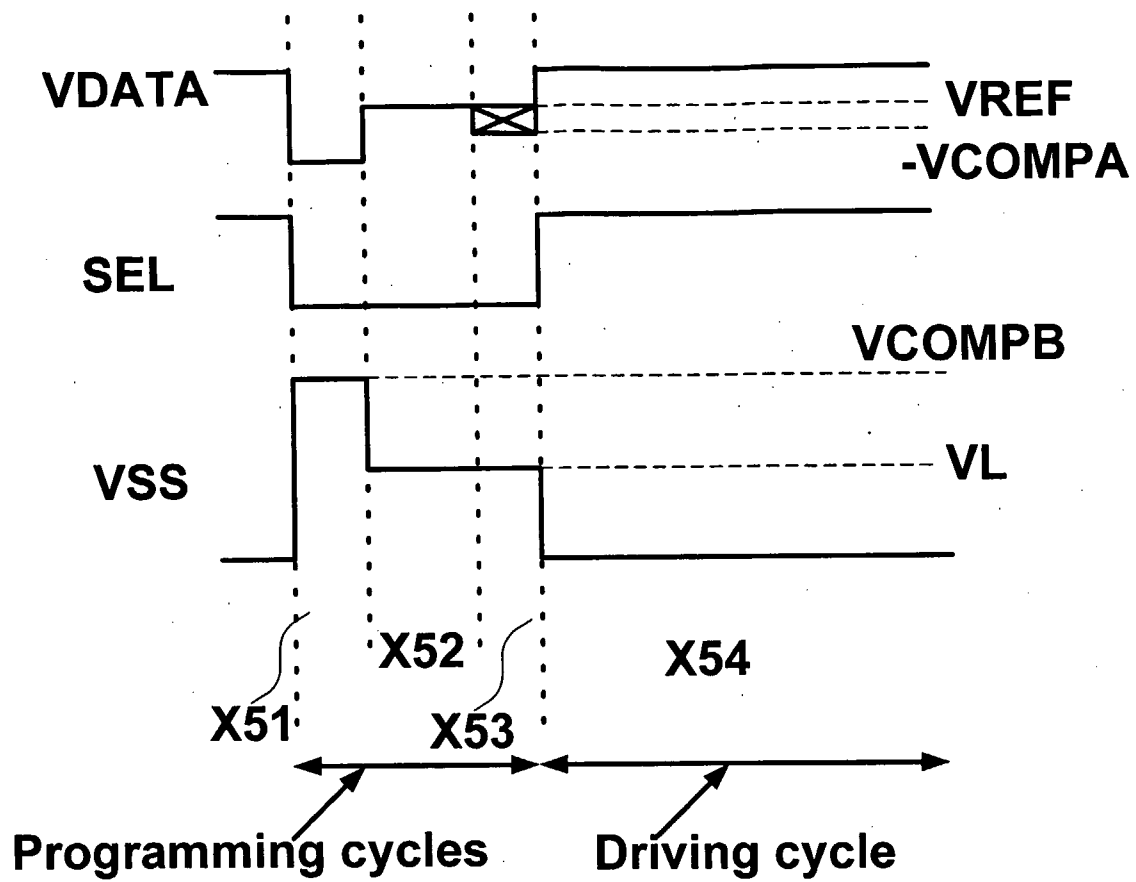 VDATA
VREF
-VCOMPA
SEL
VCOMPB
VSS
VL
X52
X54
X51
X53
Programming cycles
Driving cycle